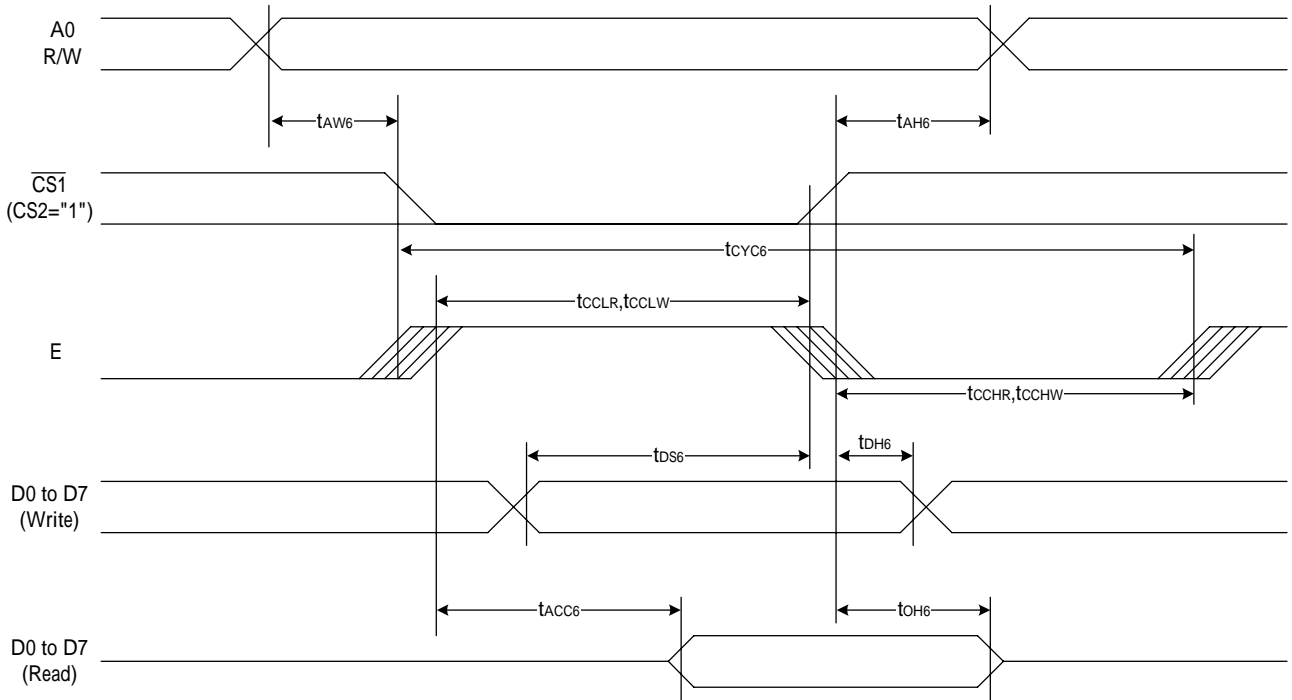 A0
R/W
tAW6
tAH6
CS1
(CS2="1")
tCYC6
tCCLR,tCCLW
E
tCCHR,tCCHW
tDS6
tDH6
D0 to D7
(Write)
tACC6
tOH6
D0 to D7
(Read)